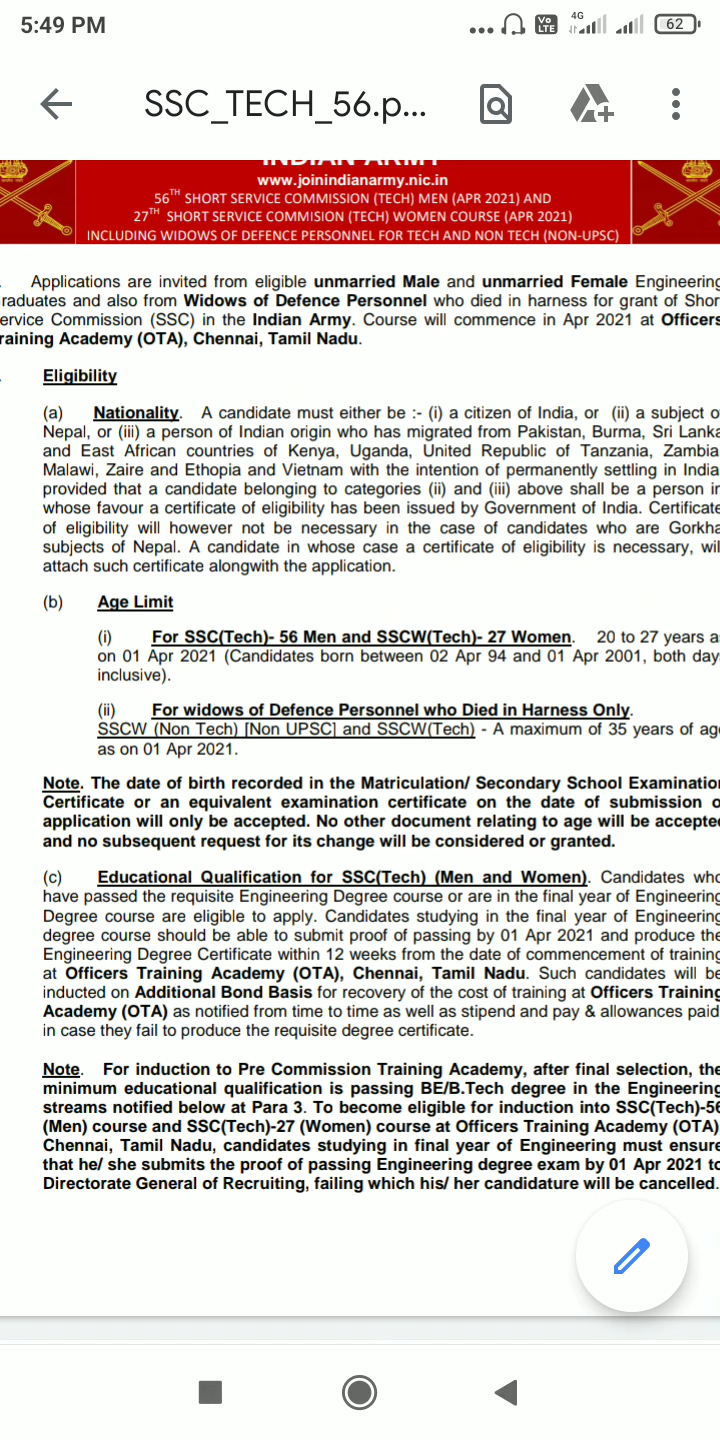 5:49 PM
Vo LTE 4G 62
SSC_TECH_56.p...
INDIAN ARMY
www.joinindianarmy.nic.in
56TH SHORT SERVICE COMMISSION (TECH) MEN (APR 2021) AND
27TH SHORT SERVICE COMMISION (TECH) WOMEN COURSE (APR 2021)
INCLUDING WIDOWS OF DEFENCE PERSONNEL FOR TECH AND NON TECH (NON-UPSC)
. Applications are invited from eligible unmarried Male and unmarried Female Engineering
raduates and also from Widows of Defence Personnel who died in harness for grant of Shor
ervice Commission (SSC) in the Indian Army. Course will commence in Apr 2021 at Officers
raining Academy (OTA), Chennai, Tamil Nadu.
. Eligibility
(a) Nationality. A candidate must either be :- (i) a citizen of India, or (ii) a subject o
Nepal, or (iii) a person of Indian origin who has migrated from Pakistan, Burma, Sri Lanka
and East African countries of Kenya, Uganda, United Republic of Tanzania, Zambia
Malawi, Zaire and Ethopia and Vietnam with the intention of permanently settling in India
provided that a candidate belonging to categories (ii) and (iii) above shall be a person in
whose favour a certificate of eligibility has been issued by Government of India. Certificate
of eligibility will however not be necessary in the case of candidates who are Gorkha
subjects of Nepal. A candidate in whose case a certificate of eligibility is necessary, wil
attach such certificate alongwith the application.
(b) Age Limit
(i) For SSC(Tech)- 56 Men and SSCW(Tech)- 27 Women. 20 to 27 years as
on 01 Apr 2021 (Candidates born between 02 Apr 94 and 01 Apr 2001, both day
inclusive).
(ii) For widows of Defence Personnel who Died in Harness Only.
SSCW (Non Tech) [Non UPSC] and SSCW(Tech) - A maximum of 35 years of age
as on 01 Apr 2021.
Note. The date of birth recorded in the Matriculation/ Secondary School Examination
Certificate or an equivalent examination certificate on the date of submission o
application will only be accepted. No other document relating to age will be accepted
and no subsequent request for its change will be considered or granted.
(c) Educational Qualification for SSC(Tech) (Men and Women). Candidates who
have passed the requisite Engineering Degree course or are in the final year of Engineering
Degree course are eligible to apply. Candidates studying in the final year of Engineering
degree course should be able to submit proof of passing by 01 Apr 2021 and produce the
Engineering Degree Certificate within 12 weeks from the date of commencement of training
at Officers Training Academy (OTA), Chennai, Tamil Nadu. Such candidates will be
inducted on Additional Bond Basis for recovery of the cost of training at Officers Training
Academy (OTA) as notified from time to time as well as stipend and pay & allowances paid
in case they fail to produce the requisite degree certificate.
Note. For induction to Pre Commission Training Academy, after final selection, the
minimum educational qualification is passing BE/B.Tech degree in the Engineering
streams notified below at Para 3. To become eligible for induction into SSC(Tech)-56
(Men) course and SSC(Tech)-27 (Women) course at Officers Training Academy (OTA)
Chennai, Tamil Nadu, candidates studying in final year of Engineering must ensure
that he/ she submits the proof of passing Engineering degree exam by 01 Apr 2021 to
Directorate General of Recruiting, failing which his/ her candidature will be cancelled.